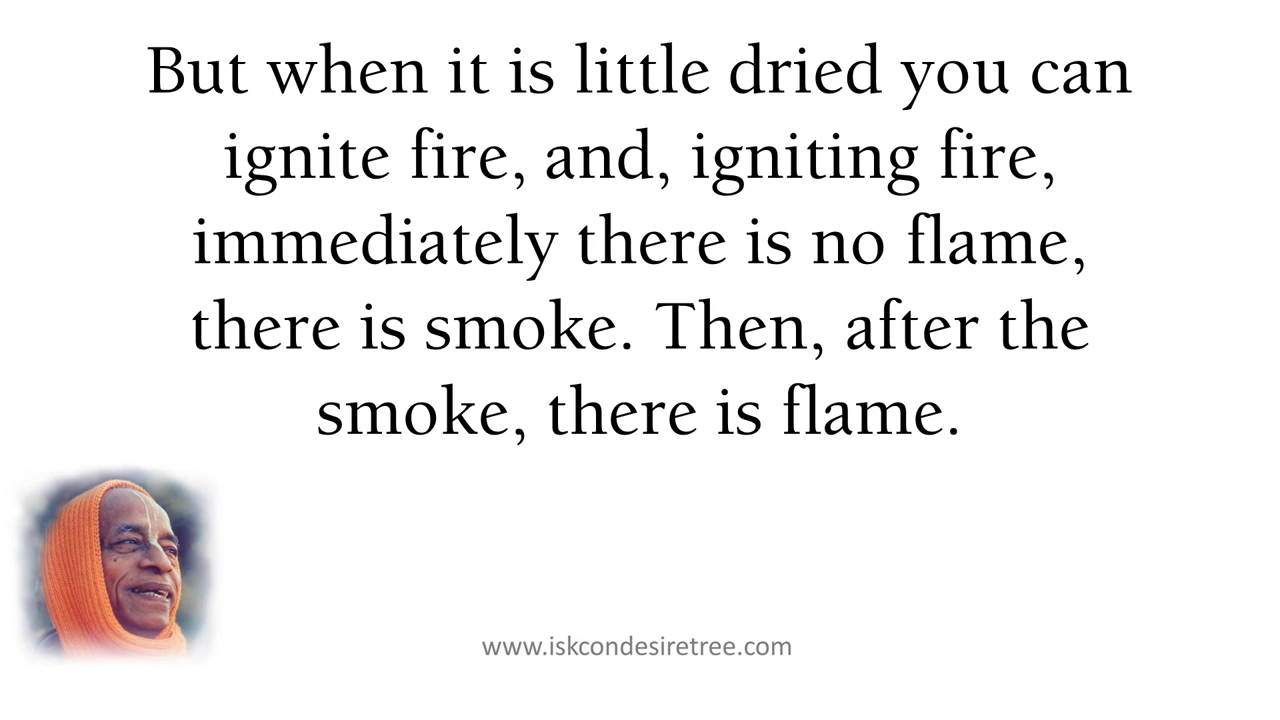 But when it is little dried you can
ignite fire, and, igniting fire,
immediately there is no flame,
there is smoke. Then, after the
smoke, there is flame.
www.iskcondesiretree.com